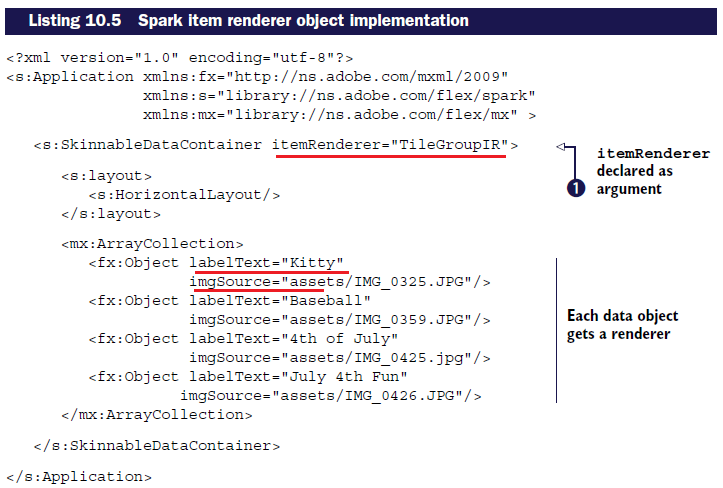 Listing 10.5 Spark item renderer object implementation
<?xml version="1.0" encoding="utf-8"?>
<s:Application xmlns:fx="http://ns.adobe.com/mxml/2009"
xmlns:s="library://ns.adobe.com/flex/spark"
xmlns:mx="library://ns.adobe.com/flex/mx" >
<s:SkinnableDataContainer itemRenderer="TileGroupIR">
itemRenderer
declared as
argument
1
<s:layout>
<s:HorizontalLayout/>
</s:layout>
<mx:ArrayCollection>
<fx:Object labelText="Kitty"
imgSource="assets/IMG_0325.JPG"/>
<fx:Object labelText="Baseball"
imgSource="assets/IMG_0359.JPG"/>
<fx:Object labelText="4th of July"
imgSource="assets/IMG_0425.jpg"/>
<fx:Object labelText="July 4th Fun"
imgSource="assets/IMG_0426.JPG"/>
</mx:ArrayCollection>
Each data object
gets a renderer
</s:SkinnableDataContainer>
</s:Application>